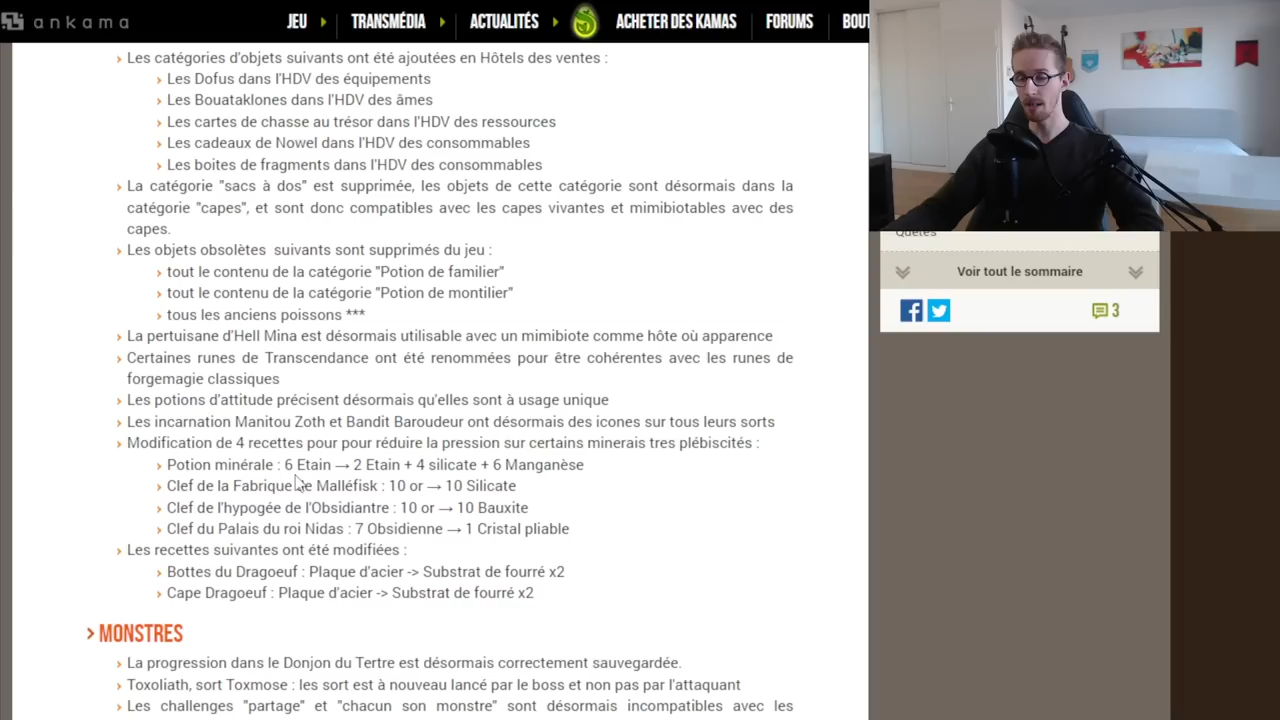 ankama
JEU TRANSMÉDIA ACTUALITÉS ACHETER DES KAMAS FORUMS BOUT
Les catégories d'objets suivants ont été ajoutées en Hôtels des ventes :
Les Dofus dans l'HDV des équipements
Les Bouataklones dans l'HDV des âmes
Les cartes de chasse au trésor dans l'HDV des ressources
Les cadeaux de Nowel dans l'HDV des consommables
Les boites de fragments dans l'HDV des consommables
La catégorie "sacs à dos" est supprimée, les objets de cette catégorie sont désormais dans la
catégorie "capes", et sont donc compatibles avec les capes vivantes et mimibiotables avec des
capes.
Les objets obsolètes suivants sont supprimés du jeu :
tout le contenu de la catégorie "Potion de familier"
tout le contenu de la catégorie "Potion de montilier"
tous les anciens poissons ***
La pertuisane d'Hell Mina est désormais utilisable avec un mimibiote comme hôte où apparence
Certaines runes de Transcendance ont été renommées pour être cohérentes avec les runes de
forgemagie classiques
Les potions d'attitude précisent désormais qu'elles sont à usage unique
Les incarnation Manitou Zoth et Bandit Baroudeur ont désormais des icones sur tous leurs sorts
Modification de 4 recettes pour pour réduire la pression sur certains minerais tres plébiscités :
Potion minérale : 6 Etain → 2 Etain + 4 silicate + 6 Manganèse
Clef de la Fabrique de Malléfisk : 10 or → 10 Silicate
Clef de l'hypogée de l'Obsidiantre : 10 or → 10 Bauxite
Clef du Palais du roi Nidas : 7 Obsidienne → 1 Cristal pliable
Les recettes suivantes ont été modifiées :
Bottes du Dragoeuf : Plaque d'acier -> Substrat de fourré x2
Cape Dragoeuf : Plaque d'acier -> Substrat de fourré x2
MONSTRES
La progression dans le Donjon du Tertre est désormais correctement sauvegardée.
Toxoliath, sort Toxmose : les sort est à nouveau lancé par le boss et non pas par l'attaquant
Les challenges "partage" et "chacun son monstre" sont désormais incompatibles avec les
Quêtes
Voir tout le sommaire
3